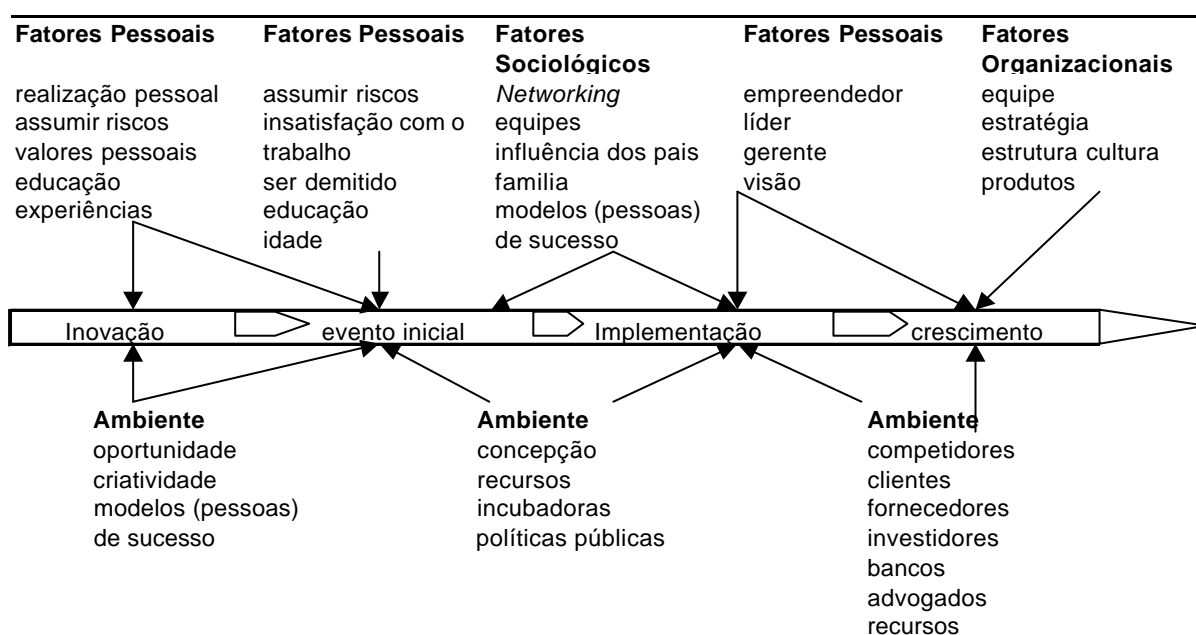 Fatores Pessoais
realização pessoal
assumir riscos
valores pessoais
educação
experiências
Fatores Pessoais
assumir riscos
insatisfação com o
trabalho
ser demitido
educação
idade
Fatores
Sociológicos
Networking
equipes
influência dos pais
familia
modelos (pessoas)
de sucesso
Fatores Pessoais
empreendedor
líder
gerente
visão
Fatores
Organizacionais
equipe
estratégia
estrutura cultura
produtos
Inovação
evento inicial
Implementação
crescimento
Ambiente
oportunidade
criatividade
modelos (pessoas)
de sucesso
Ambiente
concepção
recursos
incubadoras
políticas públicas
Ambiente
competidores
clientes
fornecedores
investidores
bancos
advogados
recursos